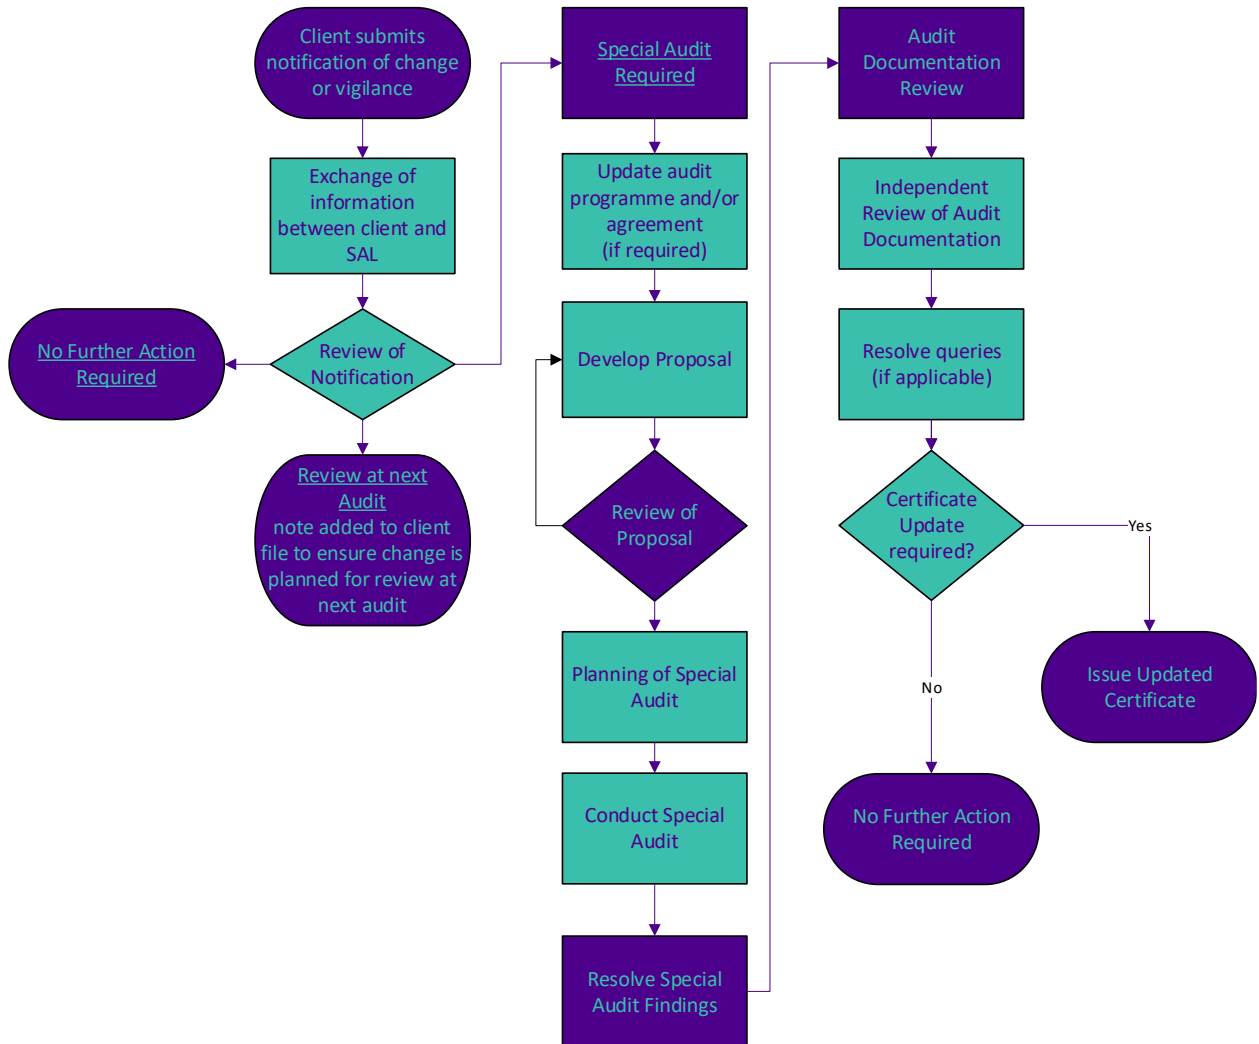 Client submits
notification of change
or vigilance
Exchange of
information
between client and
SAL
Review of
Notification
No Further Action
Required
Review at next
Audit
note added to client
file to ensure change is
planned for review at
next audit
Special Audit
Required
Update audit
programme and/or
agreement
(if required)
Develop Proposal
Review of
Proposal
Planning of Special
Audit
Conduct Special
Audit
Resolve Special
Audit Findings
Audit
Documentation
Review
Independent
Review of Audit
Documentation
Resolve queries
(if applicable)
Certificate
Update
required?
Yes
Issue Updated
Certificate
No
No Further Action
Required